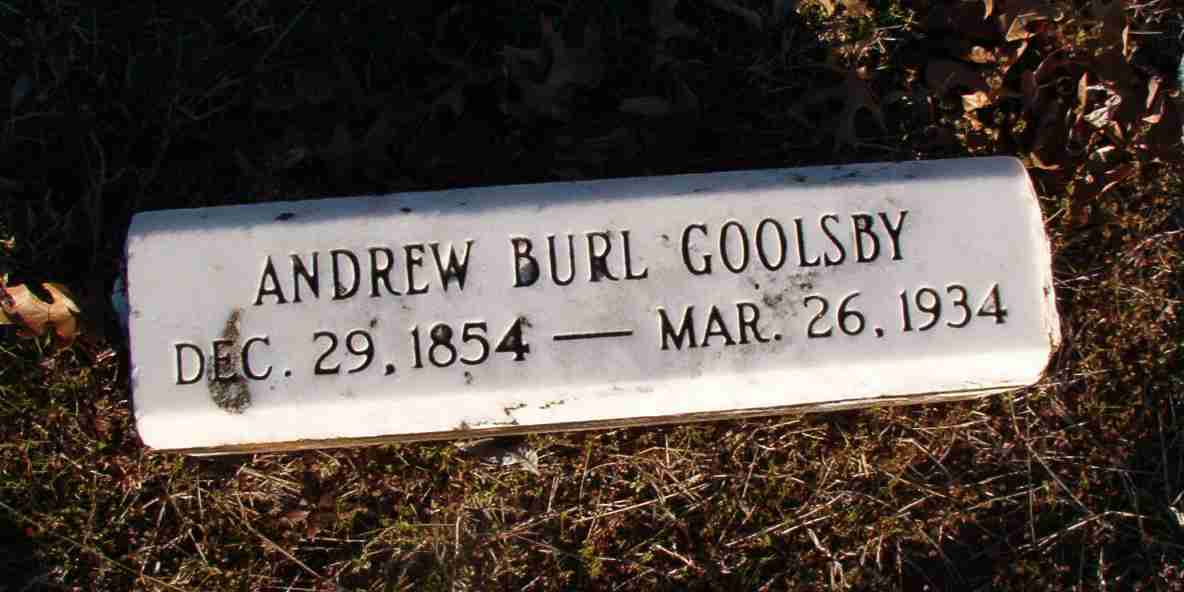 ANDREW BURL GOOLSBY
DEC. 29, 1854 — MAR. 26, 1934